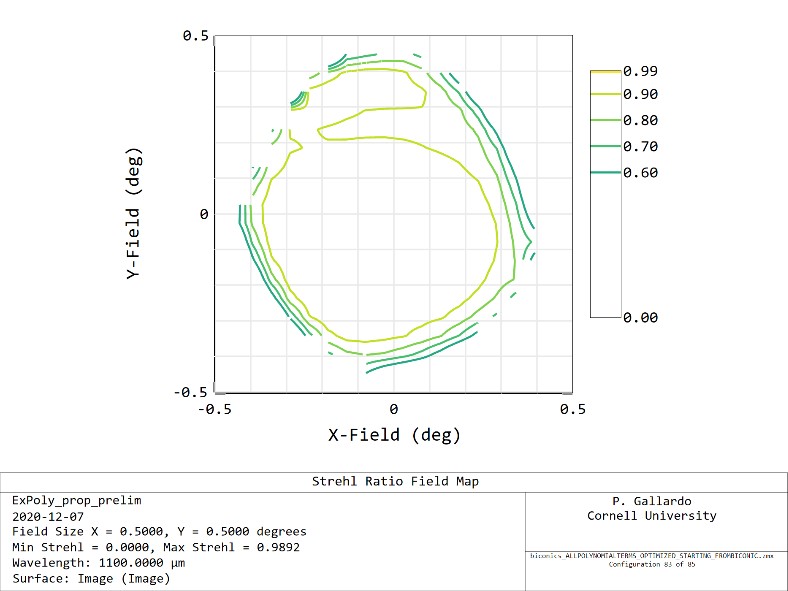 0.5
0
-0.5
-0.5
0
0.5
Y-Field (deg)
X-Field (deg)
0.99
0.90
0.80
0.70
0.60
0.00
Strehl Ratio Field Map
ExPoly_prop_prelim
2020-12-07
Field Size X = 0.5000, Y = 0.5000 degrees
Min Strehl = 0.0000, Max Strehl = 0.9892
Wavelength: 1100.0000 µm
Surface: Image (Image)
P. Gallardo
Cornell University
biconics_ALLPOLYNOMIALTERMS_OPTIMIZED_STARTING_FROMBICONIC..zmx
Configuration 83 of 85